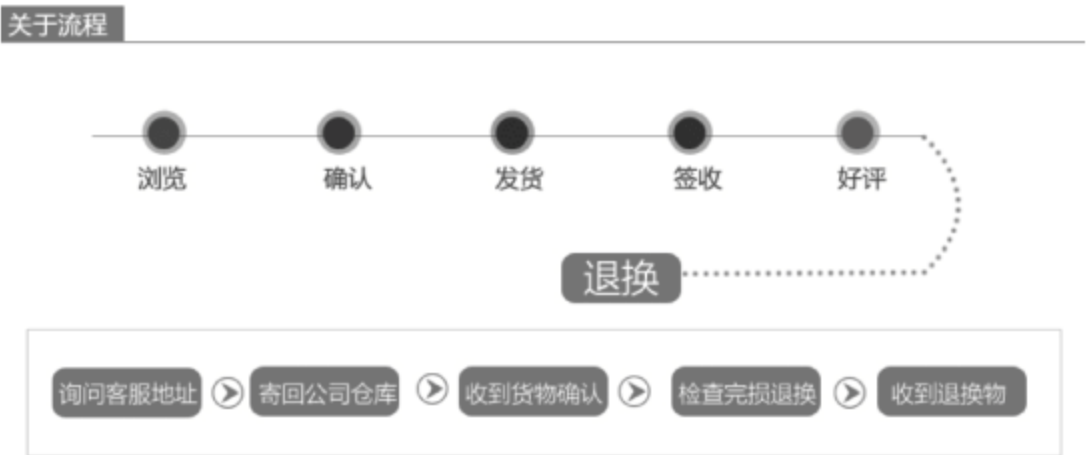 关于流程
浏览 确认 发货 签收 好评
退换
询问客服地址 寄回公司仓库 收到货物确认 检查完损退换 收到退换物